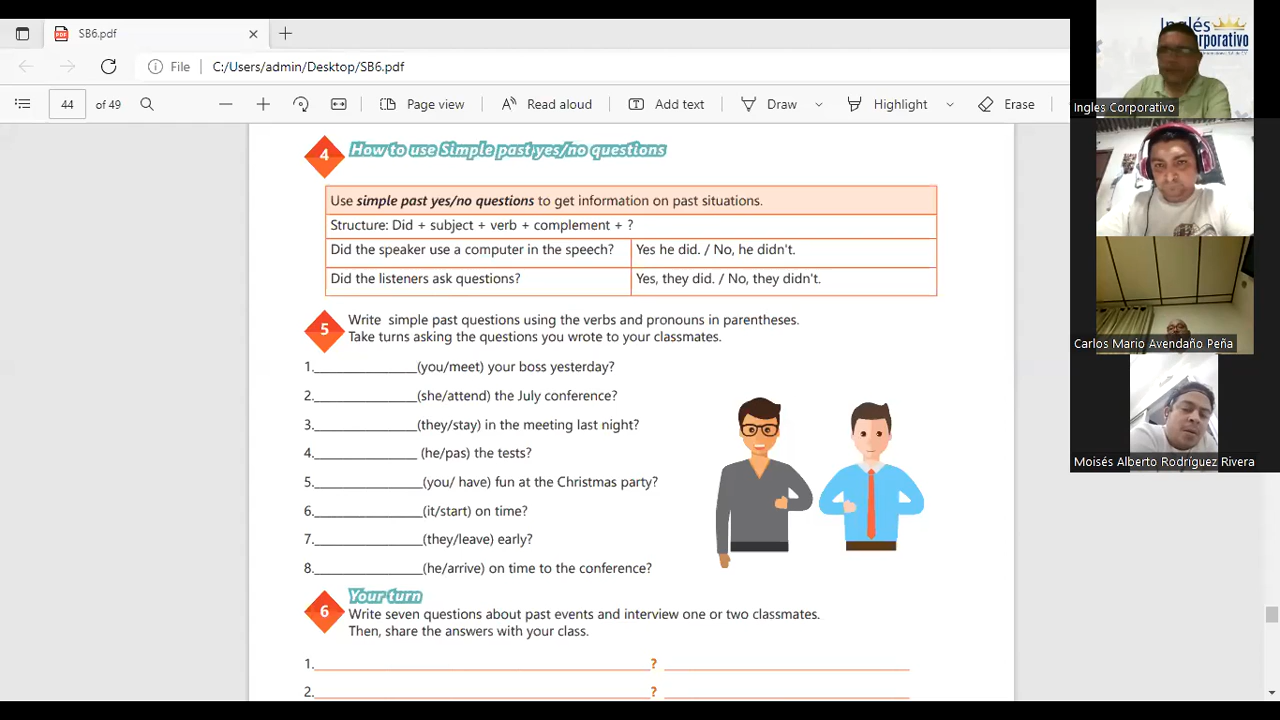 SB6.pdf
File
C:/Users/admin/Desktop/SB6.pdf
44
of 49
Page view
Read aloud
Add text
Draw
Highlight
Erase
4
How to use Simple past yes/no questions
Use simple past yes/no questions to get information on past situations.
Structure: Did + subject + verb + complement + ?
Did the speaker use a computer in the speech? Yes he did. / No, he didn't.
Did the listeners ask questions? Yes, they did. / No, they didn't.
5
Write simple past questions using the verbs and pronouns in parentheses.
Take turns asking the questions you wrote to your classmates.
1._______________(you/meet) your boss yesterday?
2._______________(she/attend) the July conference?
3._______________(they/stay) in the meeting last night?
4._______________ (he/pas) the tests?
5.________________(you/ have) fun at the Christmas party?
6.________________(it/start) on time?
7.________________(they/leave) early?
8.________________(he/arrive) on time to the conference?
6
Your turn
Write seven questions about past events and interview one or two classmates.
Then, share the answers with your class.
1. ?
2. ?
Inglés
Ingles Corporativo
Carlos Mario Avendaño Peña
Moisés Alberto Rodríguez Rivera